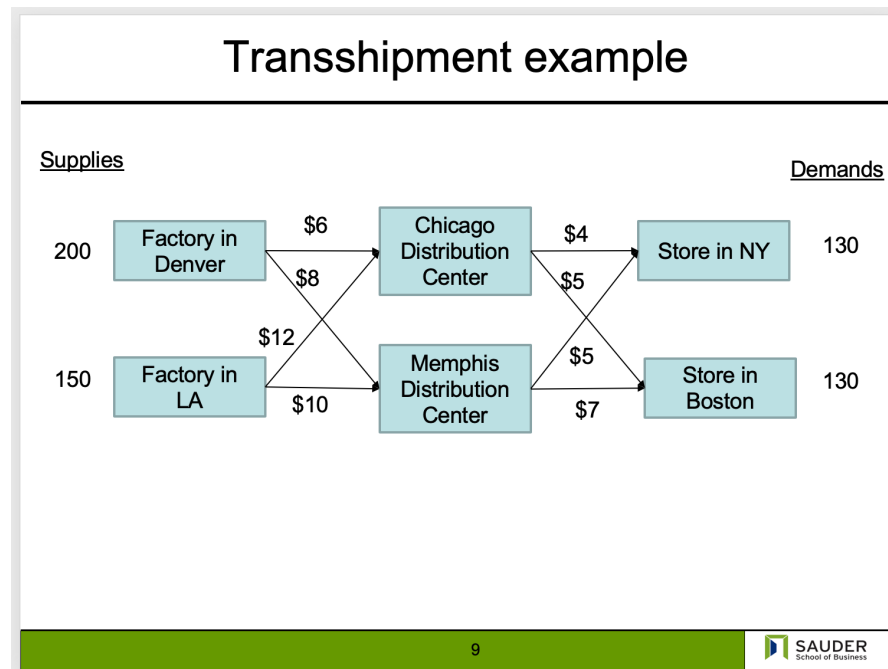 Transshipment example
Supplies
Demands
200
Factory in
Denver
$6
$8
Chicago
Distribution
Center
$4
$5
Store in NY
130
150
Factory in
LA
$12
$10
Memphis
Distribution
Center
$5
$7
Store in
Boston
130
9
SAUDER
School of Business